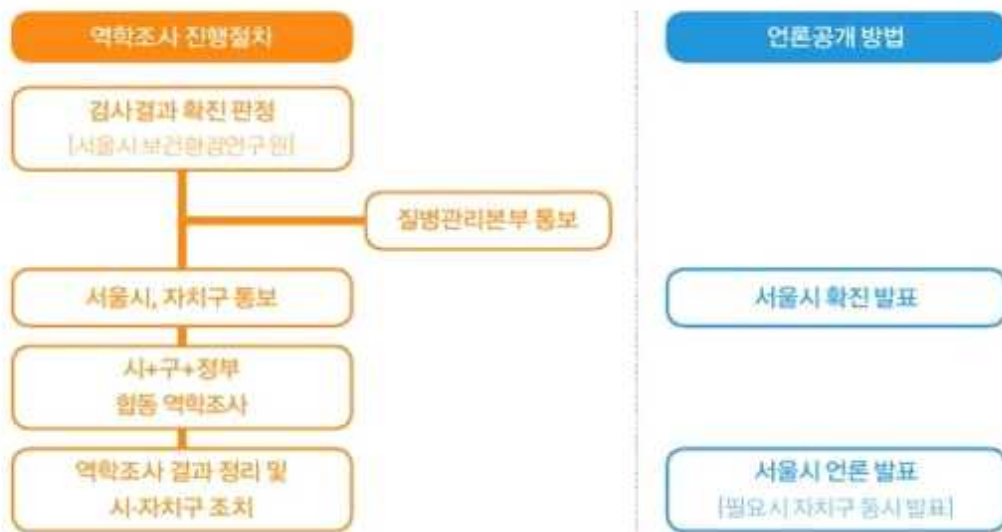 역학조사 진행절차
언론공개 방법
검사결과 확진 판정
[서울시 보건환경연구원]
질병관리본부 통보
서울시, 자치구 통보
서울시 확진 발표
시+구+정부
합동 역학조사
역학조사 결과 정리 및
시·자치구 조치
서울시 언론 발표
[필요시 자치구 동시 발표]